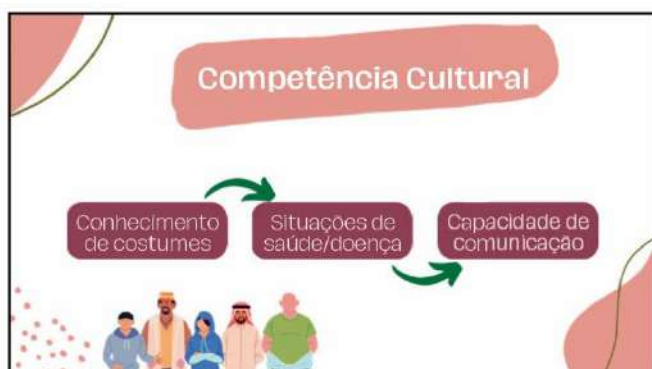 Competência Cultural
Conhecimento
de costumes
Situações de
saúde/doença
Capacidade de
comunicação